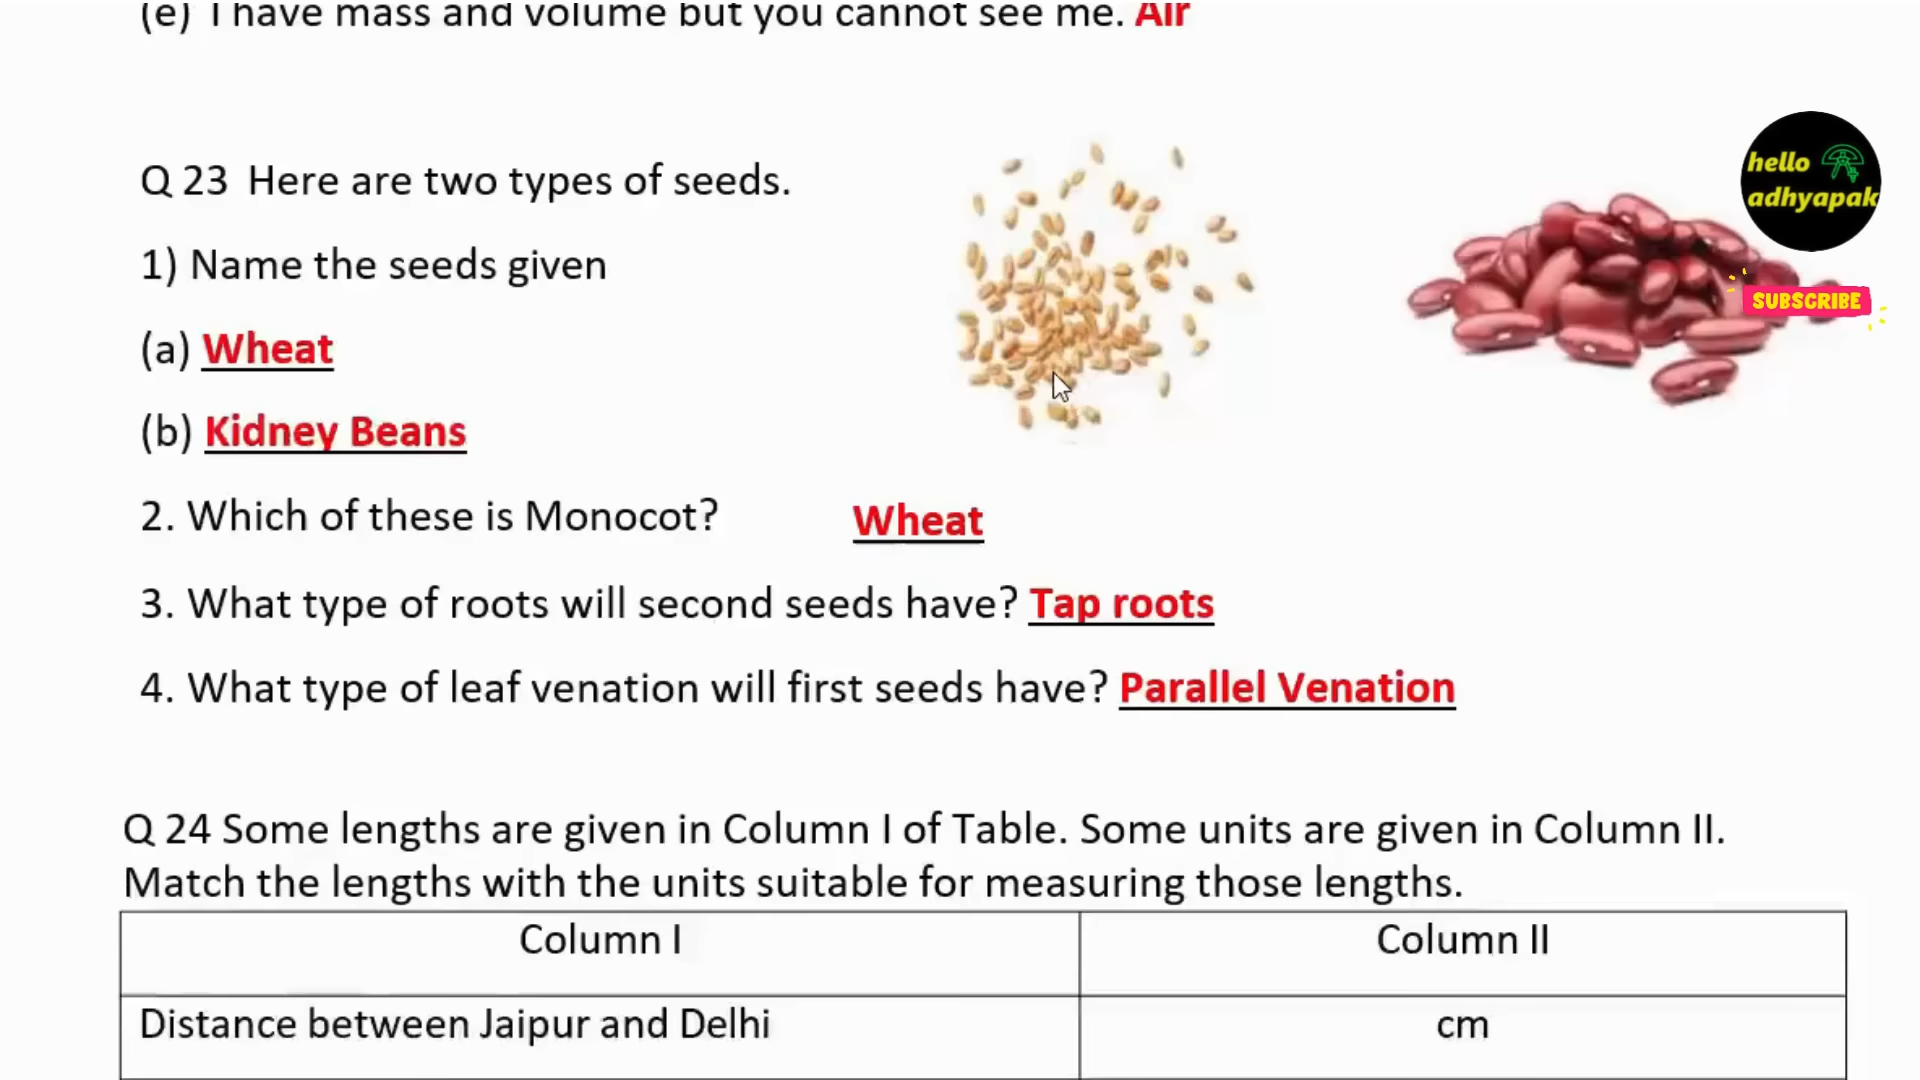 (e) I have mass and volume but you cannot see me. Air
hello
adhyapak
SUBSCRIBE
Q 23 Here are two types of seeds.
1) Name the seeds given
(a) Wheat
(b) Kidney Beans
2. Which of these is Monocot? Wheat
3. What type of roots will second seeds have? Tap roots
4. What type of leaf venation will first seeds have? Parallel Venation
Q 24 Some lengths are given in Column I of Table. Some units are given in Column II.
Match the lengths with the units suitable for measuring those lengths.
Column I Column II
Distance between Jaipur and Delhi cm